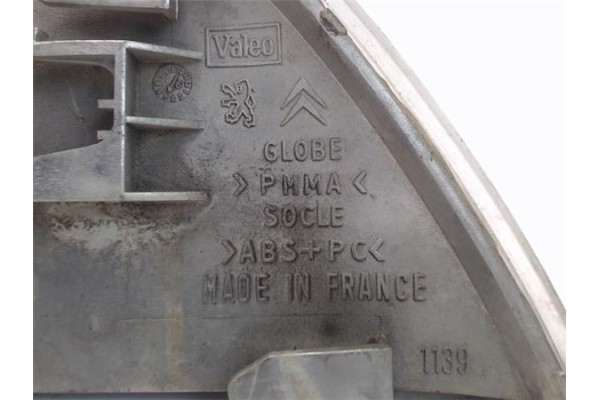 Valeo
GLOBE
>PMMA<
SOCLE
>ABS+PC<
MADE IN FRANCE
1139